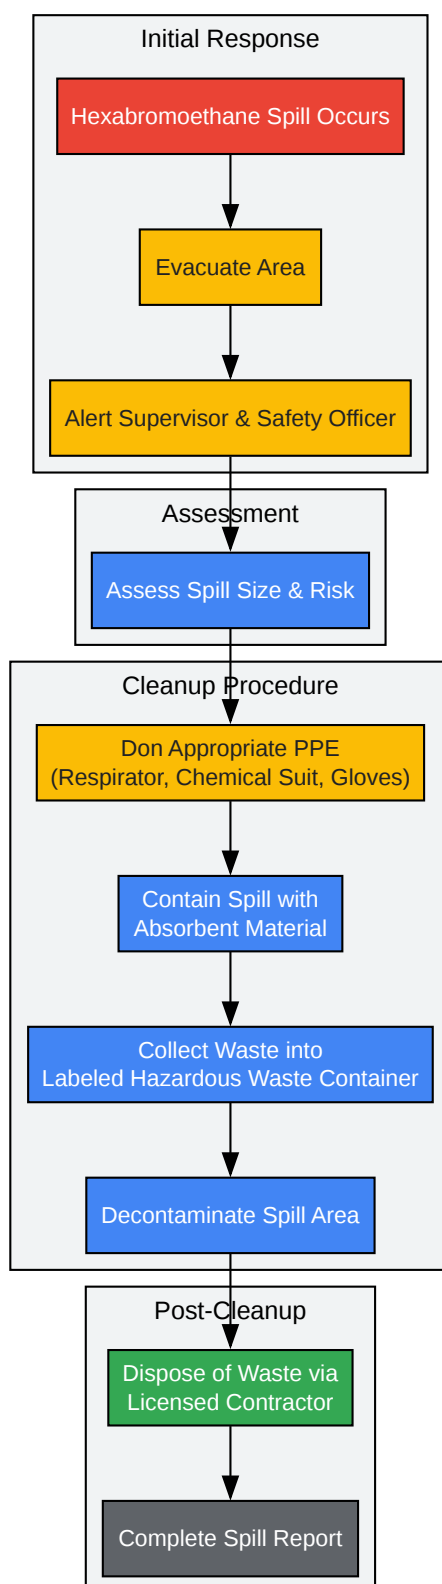 Initial Response
Hexabromoethane Spill Occurs
Evacuate Area
Alert Supervisor & Safety Officer
Assessment
Assess Spill Size & Risk
Cleanup Procedure
Don Appropriate PPE
(Respirator, Chemical Suit, Gloves)
Contain Spill with
Absorbent Material
Collect Waste into
Labeled Hazardous Waste Container
Decontaminate Spill Area
Post-Cleanup
Dispose of Waste via
Licensed Contractor
Complete Spill Report